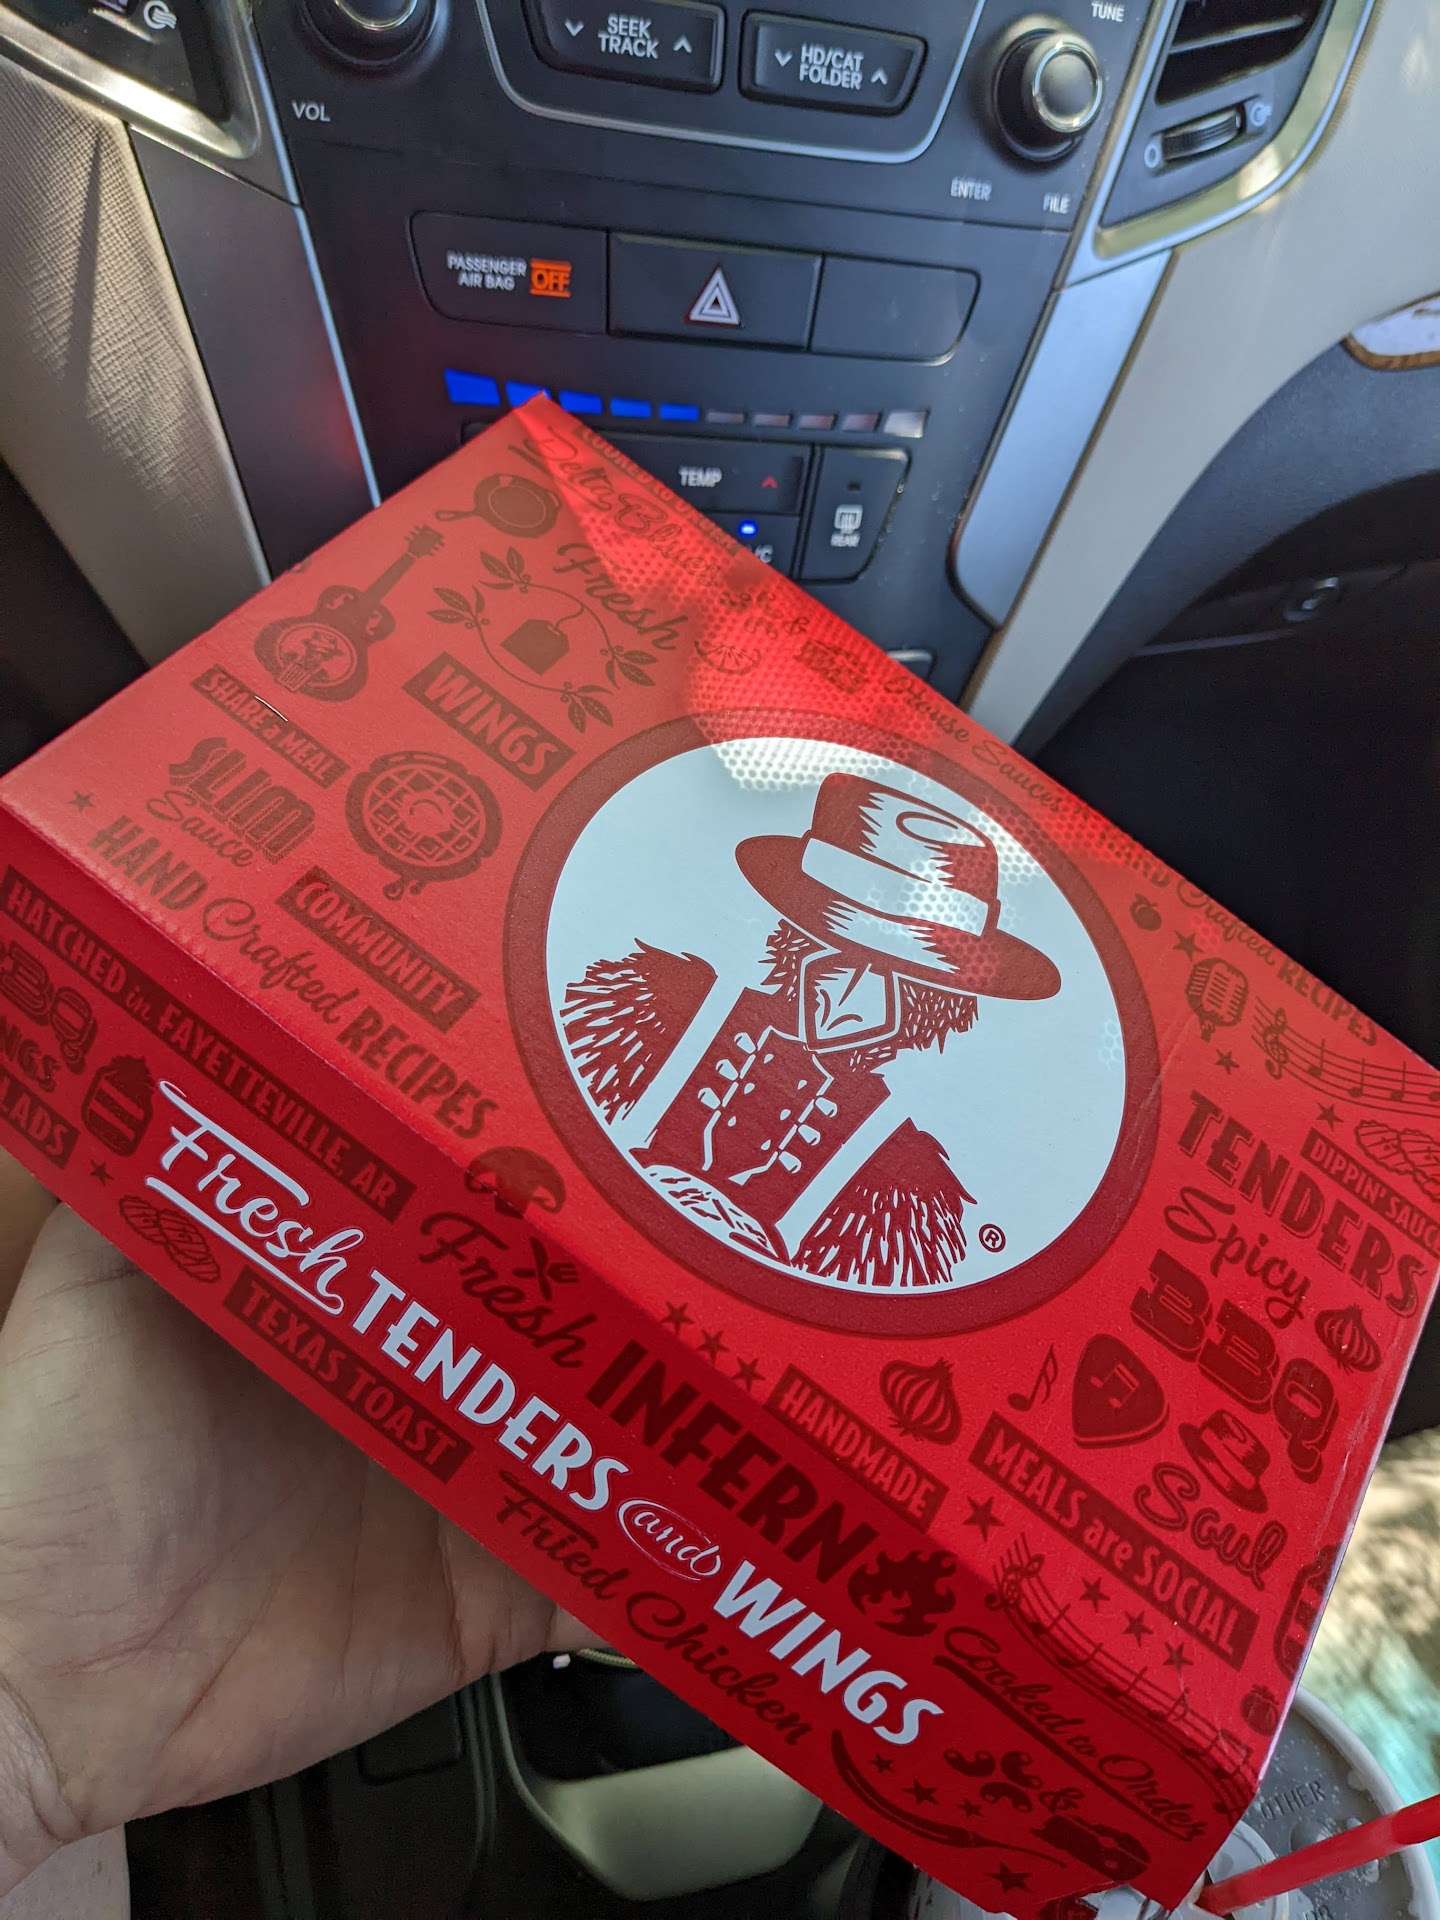 TUNE
SEEK
TRACK
HD/CAT
FOLDER
VOL
ENTER
FILE
PASSENGER
AIR BAG OFF
TEMP
REAR
Delta Blues
Fresh
WINGS
SHARE a MEAL
SLIM
Sauce
HAND Crafted RECIPES
COMMUNITY
House Sauces
Crafted RECIPES
TENDERS
DIPPIN' SAUC
Spicy
BBQ
Soul
®
HATCHED in FAYETTEVILLE, AR
Fresh INFERNO
HANDMADE
MEALS are SOCIAL
Fresh TENDERS and WINGS
TEXAS TOAST
Fried Chicken
Cooked to Order
&
OTHER